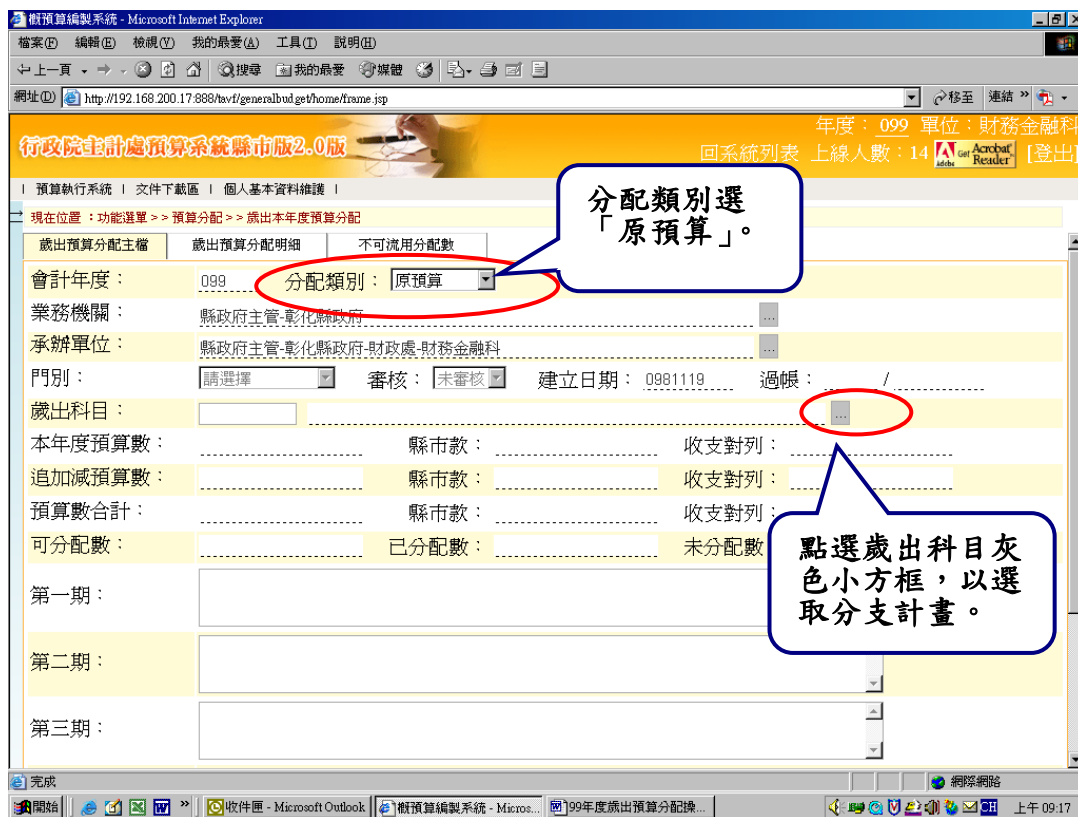 概預算編製系統 - Microsoft Internet Explorer
檔案(F) 編輯(E) 檢視(V) 我的最愛(A) 工具(T) 說明(H)
上一頁 搜尋 我的最愛 媒體
網址(D) http://192.168.200.17:888/tavf/generalbudget/home/frame.jsp 移至 連結 »
行政院主計處預算系統縣市版2.0版
年度：099 單位：財務金融科
回系統列表 上線人數：14 Adobe Get Acrobat Reader [登出]
| 預算執行系統 | 文件下載區 | 個人基本資料維護 |
現在位置：功能選單>>預算分配>>歲出本年度預算分配
歲出預算分配主檔 歲出預算分配明細 不可流用分配數
分配類別選
「原預算」。
會計年度： 099 分配類別： 原預算
業務機關： 縣政府主管-彰化縣政府 ...
承辦單位： 縣政府主管-彰化縣政府-財政處-財務金融科 ...
門別： 請選擇 審核： 未審核 建立日期： 0981119 過帳： /
歲出科目： ...
本年度預算數： 縣市款： 收支對列：
追加減預算數： 縣市款： 收支對列：
預算數合計： 縣市款： 收支對列：
可分配數： 已分配數： 未分配數
點選歲出科目灰
色小方框，以選
取分支計畫。
第一期：
第二期：
第三期：
完成 網際網路
開始 » 收件匣 - Microsoft Outlook 概預算編製系統 - Micros... 99年度歲出預算分配操... CH 上午 09:17